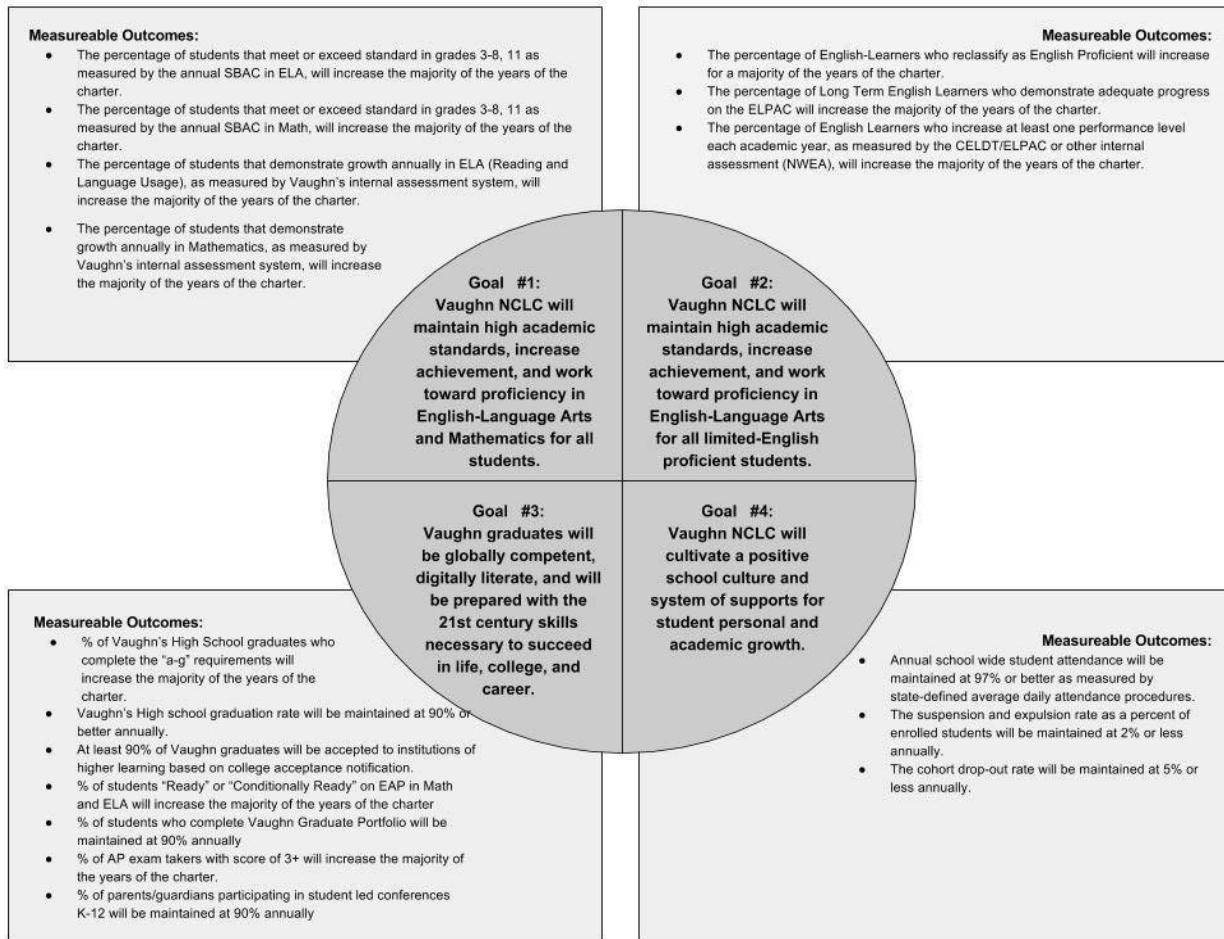 Measureable Outcomes:
● The percentage of students that meet or exceed standard in grades 3-8, 11 as
measured by the annual SBAC in ELA, will increase the majority of the years of the
charter.
● The percentage of students that meet or exceed standard in grades 3-8, 11 as
measured by the annual SBAC in Math, will increase the majority of the years of the
charter.
● The percentage of students that demonstrate growth annually in ELA (Reading and
Language Usage), as measured by Vaughn's internal assessment system, will
increase the majority of the years of the charter.
● The percentage of students that demonstrate
growth annually in Mathematics, as measured by
Vaughn's internal assessment system, will increase
the majority of the years of the charter.
Measureable Outcomes:
● The percentage of English-Learners who reclassify as English Proficient will increase
for a majority of the years of the charter.
● The percentage of Long Term English Learners who demonstrate adequate progress
on the ELPAC will increase the majority of the years of the charter.
● The percentage of English Learners who increase at least one performance level
each academic year, as measured by the CELDT/ELPAC or other internal
assessment (NWEA), will increase the majority of the years of the charter.
Goal #1:
Vaughn NCLC will
maintain high academic
standards, increase
achievement, and work
toward proficiency in
English-Language Arts
and Mathematics for all
students.
Goal #2:
Vaughn NCLC will
maintain high academic
standards, increase
achievement, and work
toward proficiency in
English-Language Arts
for all limited-English
proficient students.
Goal #3:
Vaughn graduates will
be globally competent,
digitally literate, and will
be prepared with the
21st century skills
necessary to succeed
in life, college, and
career.
Goal #4:
Vaughn NCLC will
cultivate a positive
school culture and
system of supports for
student personal and
academic growth.
Measureable Outcomes:
● % of Vaughn's High School graduates who
complete the "a-g" requirements will
increase the majority of the years of the
charter.
● Vaughn's High school graduation rate will be maintained at 90% or
better annually.
● At least 90% of Vaughn graduates will be accepted to institutions of
higher learning based on college acceptance notification.
● % of students "Ready" or "Conditionally Ready" on EAP in Math
and ELA will increase the majority of the years of the charter
● % of students who complete Vaughn Graduate Portfolio will be
maintained at 90% annually
● % of AP exam takers with score of 3+ will increase the majority of
the years of the charter.
● % of parents/guardians participating in student led conferences
K-12 will be maintained at 90% annually
Measureable Outcomes:
● Annual school wide student attendance will be
maintained at 97% or better as measured by
state-defined average daily attendance procedures.
● The suspension and expulsion rate as a percent of
enrolled students will be maintained at 2% or less
annually.
● The cohort drop-out rate will be maintained at 5% or
less annually.